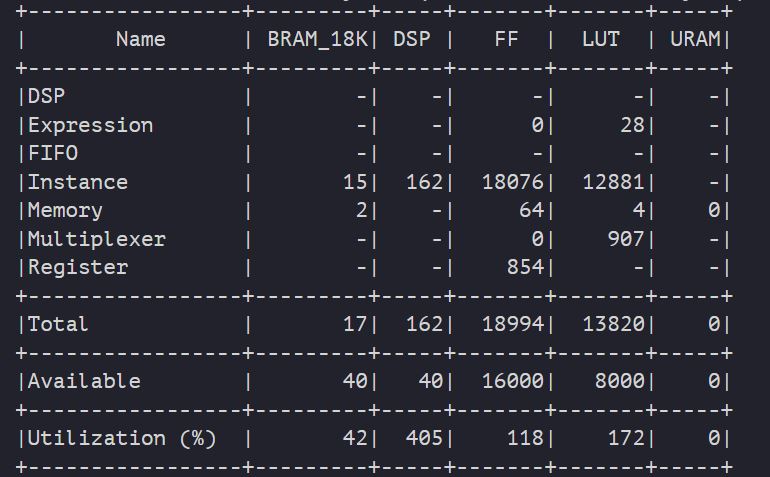 +-----------------+---------+-----+-------+-------+-----+
|       Name      | BRAM_18K| DSP |   FF  |  LUT  | URAM|
+-----------------+---------+-----+-------+-------+-----+
|DSP              |        -|    -|      -|      -|    -|
|Expression       |        -|    -|      0|     28|    -|
|FIFO             |        -|    -|      -|      -|    -|
|Instance         |       15|  162|  18076|  12881|    -|
|Memory           |        2|    -|     64|      4|    0|
|Multiplexer      |        -|    -|      0|    907|    -|
|Register         |        -|    -|    854|      -|    -|
+-----------------+---------+-----+-------+-------+-----+
|Total            |       17|  162|  18994|  13820|    0|
+-----------------+---------+-----+-------+-------+-----+
|Available        |       40|   40|  16000|   8000|    0|
+-----------------+---------+-----+-------+-------+-----+
|Utilization (%)  |       42|  405|    118|    172|    0|
+-----------------+---------+-----+-------+-------+-----+